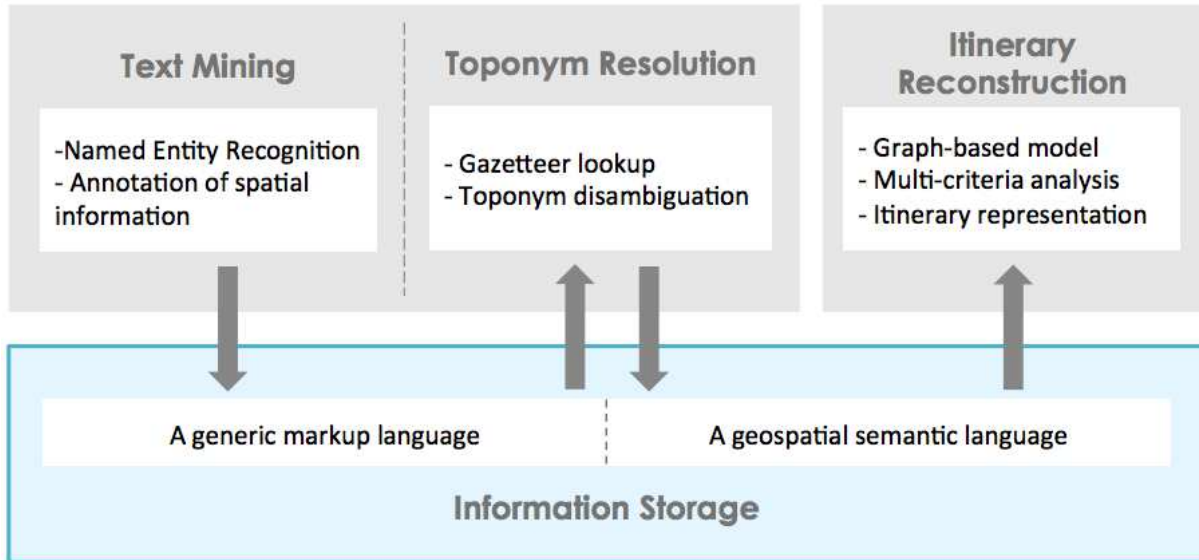 Text Mining
-Named Entity Recognition
- Annotation of spatial
information
Toponym Resolution
- Gazetteer lookup
- Toponym disambiguation
Itinerary
Reconstruction
- Graph-based model
- Multi-criteria analysis
- Itinerary representation
A generic markup language
A geospatial semantic language
Information Storage